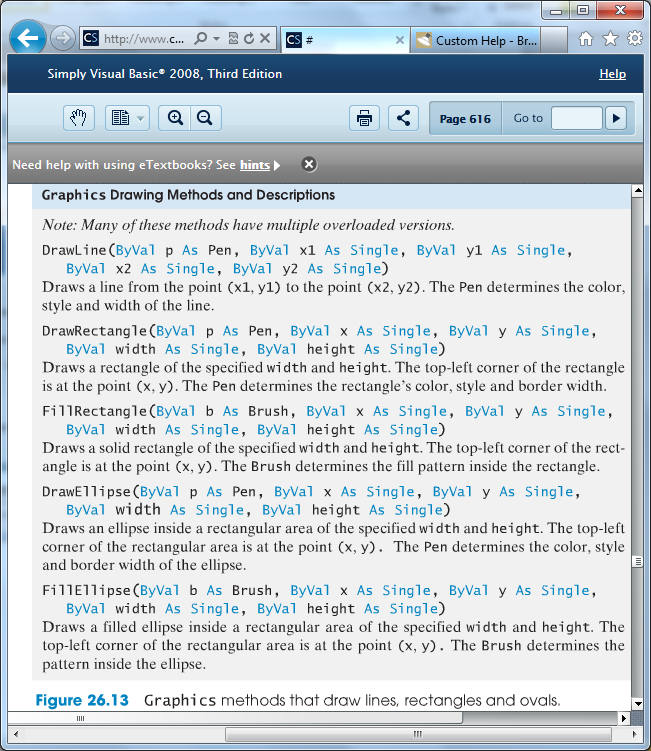 CS http://www.c... CS # Custom Help - Br...
Simply Visual Basic® 2008, Third Edition Help
Page 616 Go to
Need help with using eTextbooks? See hints
Graphics Drawing Methods and Descriptions
Note: Many of these methods have multiple overloaded versions.
DrawLine(ByVal p As Pen, ByVal x1 As Single, ByVal y1 As Single,
ByVal x2 As Single, ByVal y2 As Single)
Draws a line from the point (x1, y1) to the point (x2, y2). The Pen determines the color,
style and width of the line.
DrawRectangle(ByVal p As Pen, ByVal x As Single, ByVal y As Single,
ByVal width As Single, ByVal height As Single)
Draws a rectangle of the specified width and height. The top-left corner of the rectangle
is at the point (x, y). The Pen determines the rectangle's color, style and border width.
FillRectangle(ByVal b As Brush, ByVal x As Single, ByVal y As Single,
ByVal width As Single, ByVal height As Single)
Draws a solid rectangle of the specified width and height. The top-left corner of the rect-
angle is at the point (x, y). The Brush determines the fill pattern inside the rectangle.
DrawEllipse(ByVal p As Pen, ByVal x As Single, ByVal y As Single,
ByVal width As Single, ByVal height As Single)
Draws an ellipse inside a rectangular area of the specified width and height. The top-left
corner of the rectangular area is at the point (x, y). The Pen determines the color, style
and border width of the ellipse.
FillEllipse(ByVal b As Brush, ByVal x As Single, ByVal y As Single,
ByVal width As Single, ByVal height As Single)
Draws a filled ellipse inside a rectangular area of the specified width and height. The
top-left corner of the rectangular area is at the point (x, y). The Brush determines the
pattern inside the ellipse.
Figure 26.13 Graphics methods that draw lines, rectangles and ovals.